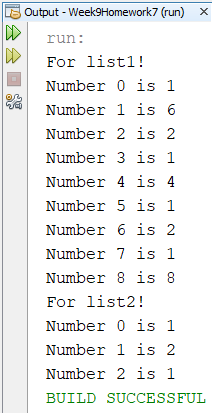 Output - Week9Homework7 (run)
run:
For list1!
Number 0 is 1
Number 1 is 6
Number 2 is 2
Number 3 is 1
Number 4 is 4
Number 5 is 1
Number 6 is 2
Number 7 is 1
Number 8 is 8
For list2!
Number 0 is 1
Number 1 is 2
Number 2 is 1
BUILD SUCCESSFUL